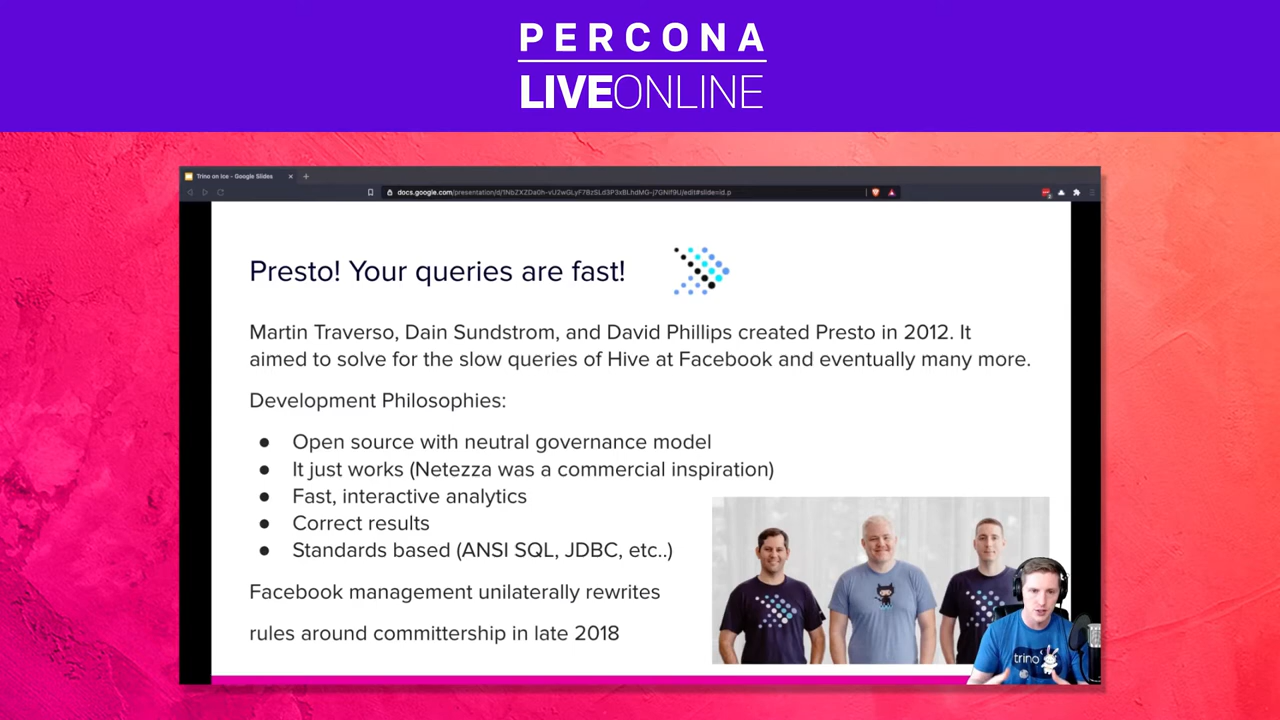 PERCONA
LIVEONLINE
Trino on Ice - Google Slides
Presto! Your queries are fast!
Martin Traverso, Dain Sundstrom, and David Phillips created Presto in 2012. It
aimed to solve for the slow queries of Hive at Facebook and eventually many more.
Development Philosophies:
● Open source with neutral governance model
● It just works (Netezza was a commercial inspiration)
● Fast, interactive analytics
● Correct results
● Standards based (ANSI SQL, JDBC, etc..)
Facebook management unilaterally rewrites
rules around committership in late 2018
trino